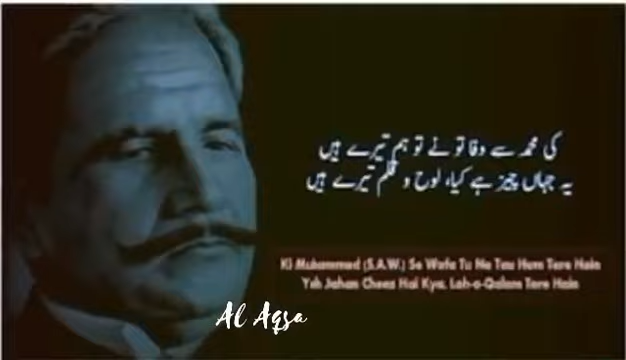 کی محمد سے وفا تو نے تو ہم تیرے ہیں
یہ جہاں چیز ہے کیا، لوح و قلم تیرے ہیں
Ki Muhammed (S.A.W.) Se Wafa Tu Ne Tau Hum Tere Hain
Yeh Jahan Cheez Hai Kya, Loh-o-Qalam Tere Hain
Al Aqsa